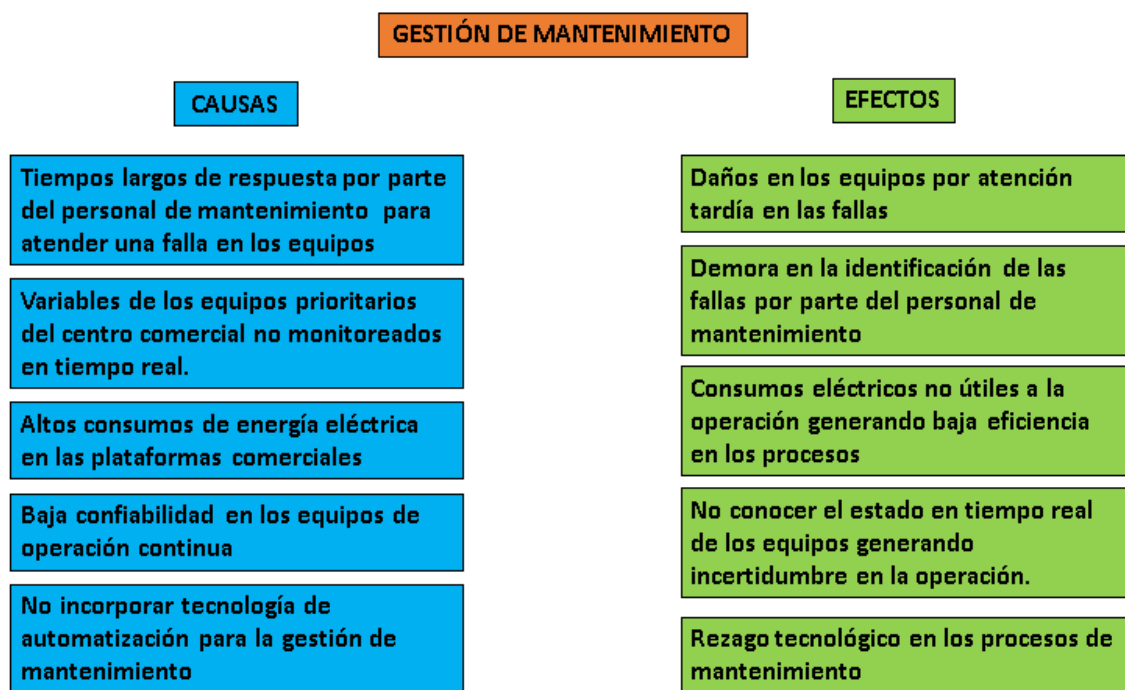 GESTIÓN DE MANTENIMIENTO
CAUSAS
Tiempos largos de respuesta por parte
del personal de mantenimiento para
atender una falla en los equipos
Variables de los equipos prioritarios
del centro comercial no monitoreados
en tiempo real.
Altos consumos de energía eléctrica
en las plataformas comerciales
Baja confiabilidad en los equipos de
operación continua
No incorporar tecnología de
automatización para la gestión de
mantenimiento
EFECTOS
Daños en los equipos por atención
tardía en las fallas
Demora en la identificación de las
fallas por parte del personal de
mantenimiento
Consumos eléctricos no útiles a la
operación generando baja eficiencia
en los procesos
No conocer el estado en tiempo real
de los equipos generando
incertidumbre en la operación.
Rezago tecnológico en los procesos de
mantenimiento